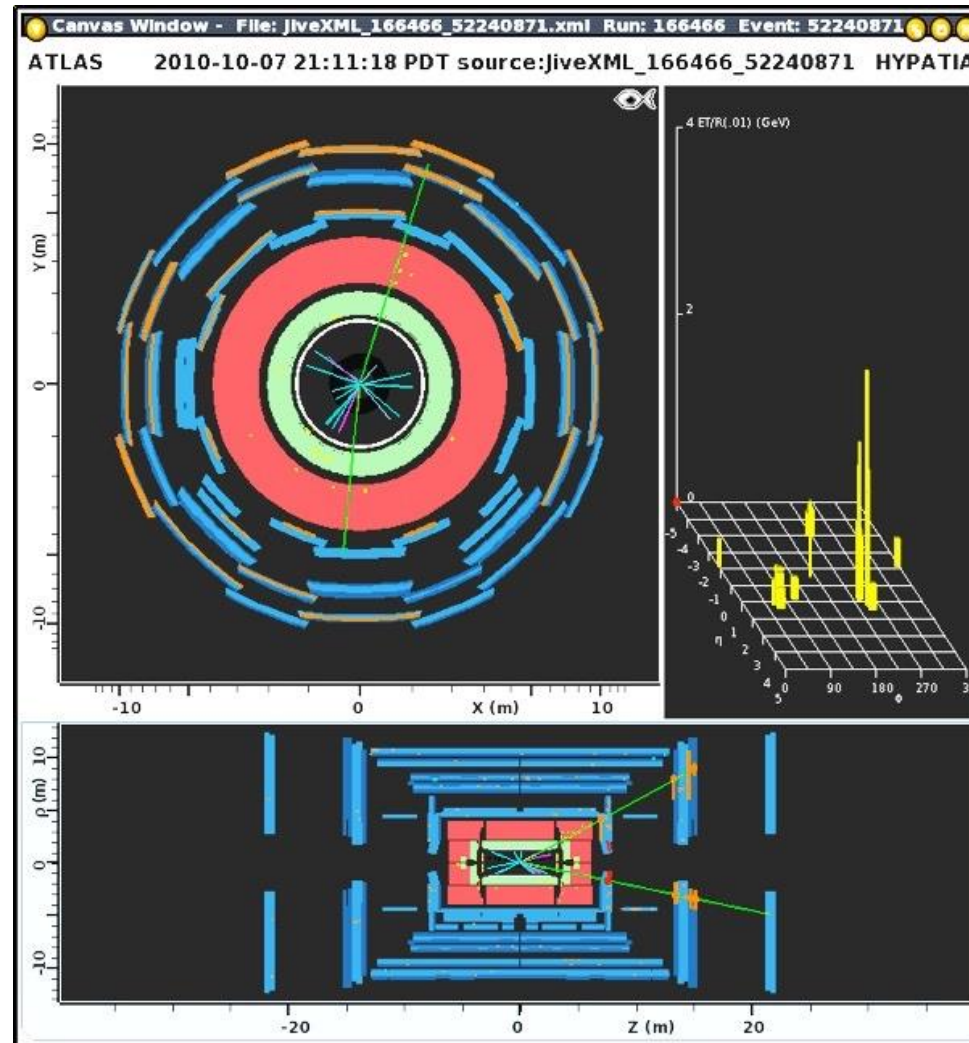 Canvas Window - File: JiveXML_166466_52240871.xml Run: 166466 Event: 52240871
ATLAS 2010-10-07 21:11:18 PDT source:JiveXML_166466_52240871 HYPATIA
4 ET/R(.01) (GeV)
10
Y (m)
2
0
0
-5
-4
-3
-2
-1
0
η 1
2
3
4
5
-10
0 90 180 270 3
Φ
-10 0 X (m) 10
10
ρ (m)
0
-10
-20 0 Z (m) 20